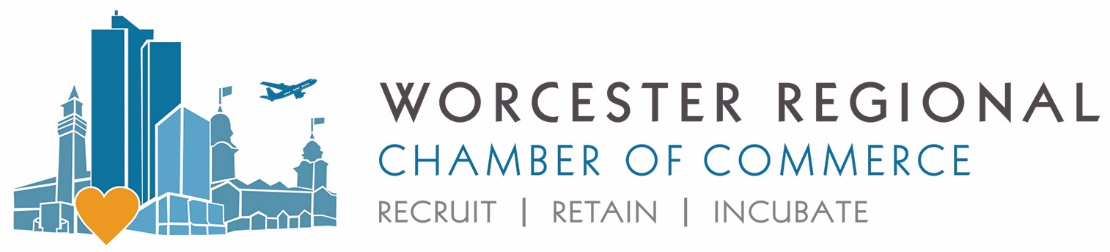 WORCESTER REGIONAL
CHAMBER OF COMMERCE
RECRUIT | RETAIN | INCUBATE